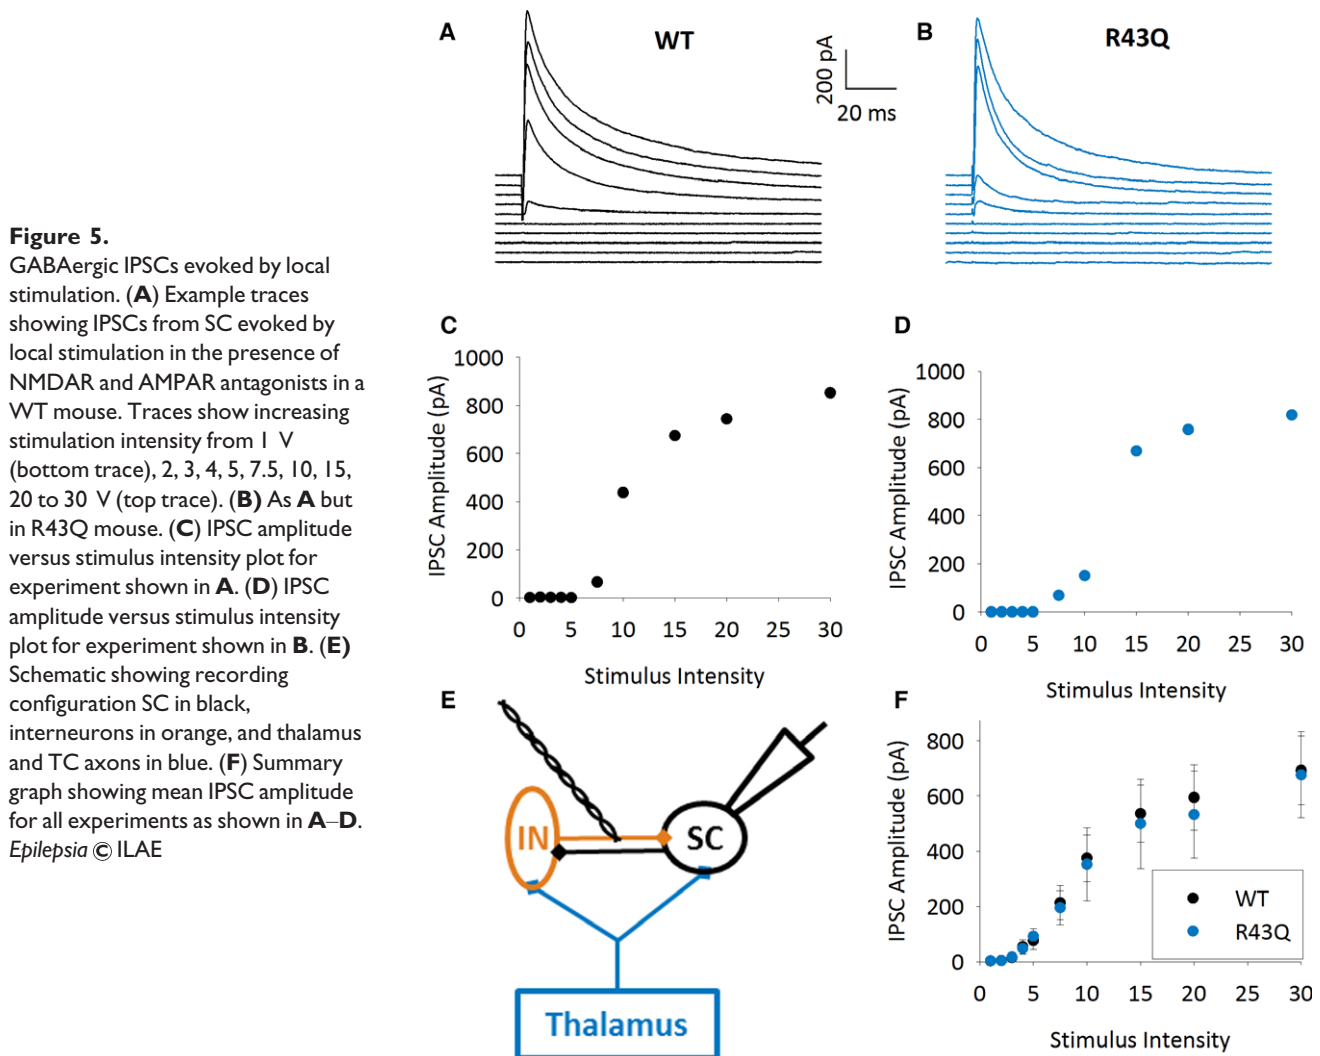 Figure 5.
GABAergic IPSCs evoked by local
stimulation. (A) Example traces
showing IPSCs from SC evoked by
local stimulation in the presence of
NMDAR and AMPAR antagonists in a
WT mouse. Traces show increasing
stimulation intensity from 1 V
(bottom trace), 2, 3, 4, 5, 7.5, 10, 15,
20 to 30 V (top trace). (B) As A but
in R43Q mouse. (C) IPSC amplitude
versus stimulus intensity plot for
experiment shown in A. (D) IPSC
amplitude versus stimulus intensity
plot for experiment shown in B. (E)
Schematic showing recording
configuration SC in black,
interneurons in orange, and thalamus
and TC axons in blue. (F) Summary
graph showing mean IPSC amplitude
for all experiments as shown in A–D.
Epilepsia © ILAE
A
WT
200 pA
20 ms
B
R43Q
C
IPSC Amplitude (pA)
1000
800
600
400
200
0
0 5 10 15 20 25 30
Stimulus Intensity
D
IPSC Amplitude (pA)
1000
800
600
400
200
0
0 5 10 15 20 25 30
Stimulus Intensity
E
IN
SC
Thalamus
F
IPSC Amplitude (pA)
800
600
400
200
0
WT
R43Q
0 5 10 15 20 25 30
Stimulus Intensity